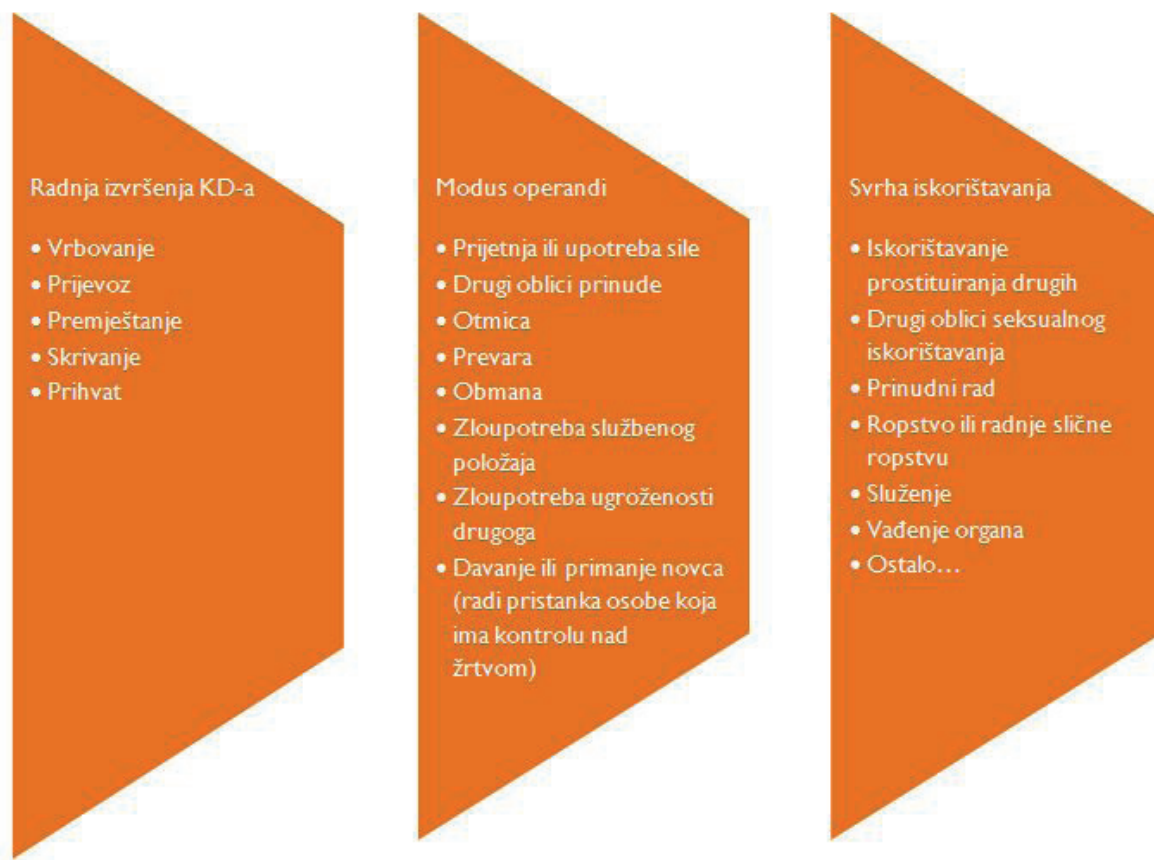 Radnja izvršenja KD-a
• Vrbovanje
• Prijevoz
• Premještanje
• Skrivanje
• Prihvat
Modus operandi
• Prijetnja ili upotreba sile
• Drugi oblici prinude
• Otmica
• Prevara
• Obmana
• Zloupotreba službenog
položaja
• Zloupotreba ugroženosti
drugoga
• Davanje ili primanje novca
(radi pristanka osobe koja
ima kontrolu nad
žrtvom)
Svrha iskorištavanja
• Iskorištavanje
prostituiranja drugih
• Drugi oblici seksualnog
iskorištavanja
• Prinudni rad
• Ropstvo ili radnje slične
ropstvu
• Služenje
• Vađenje organa
• Ostalo…